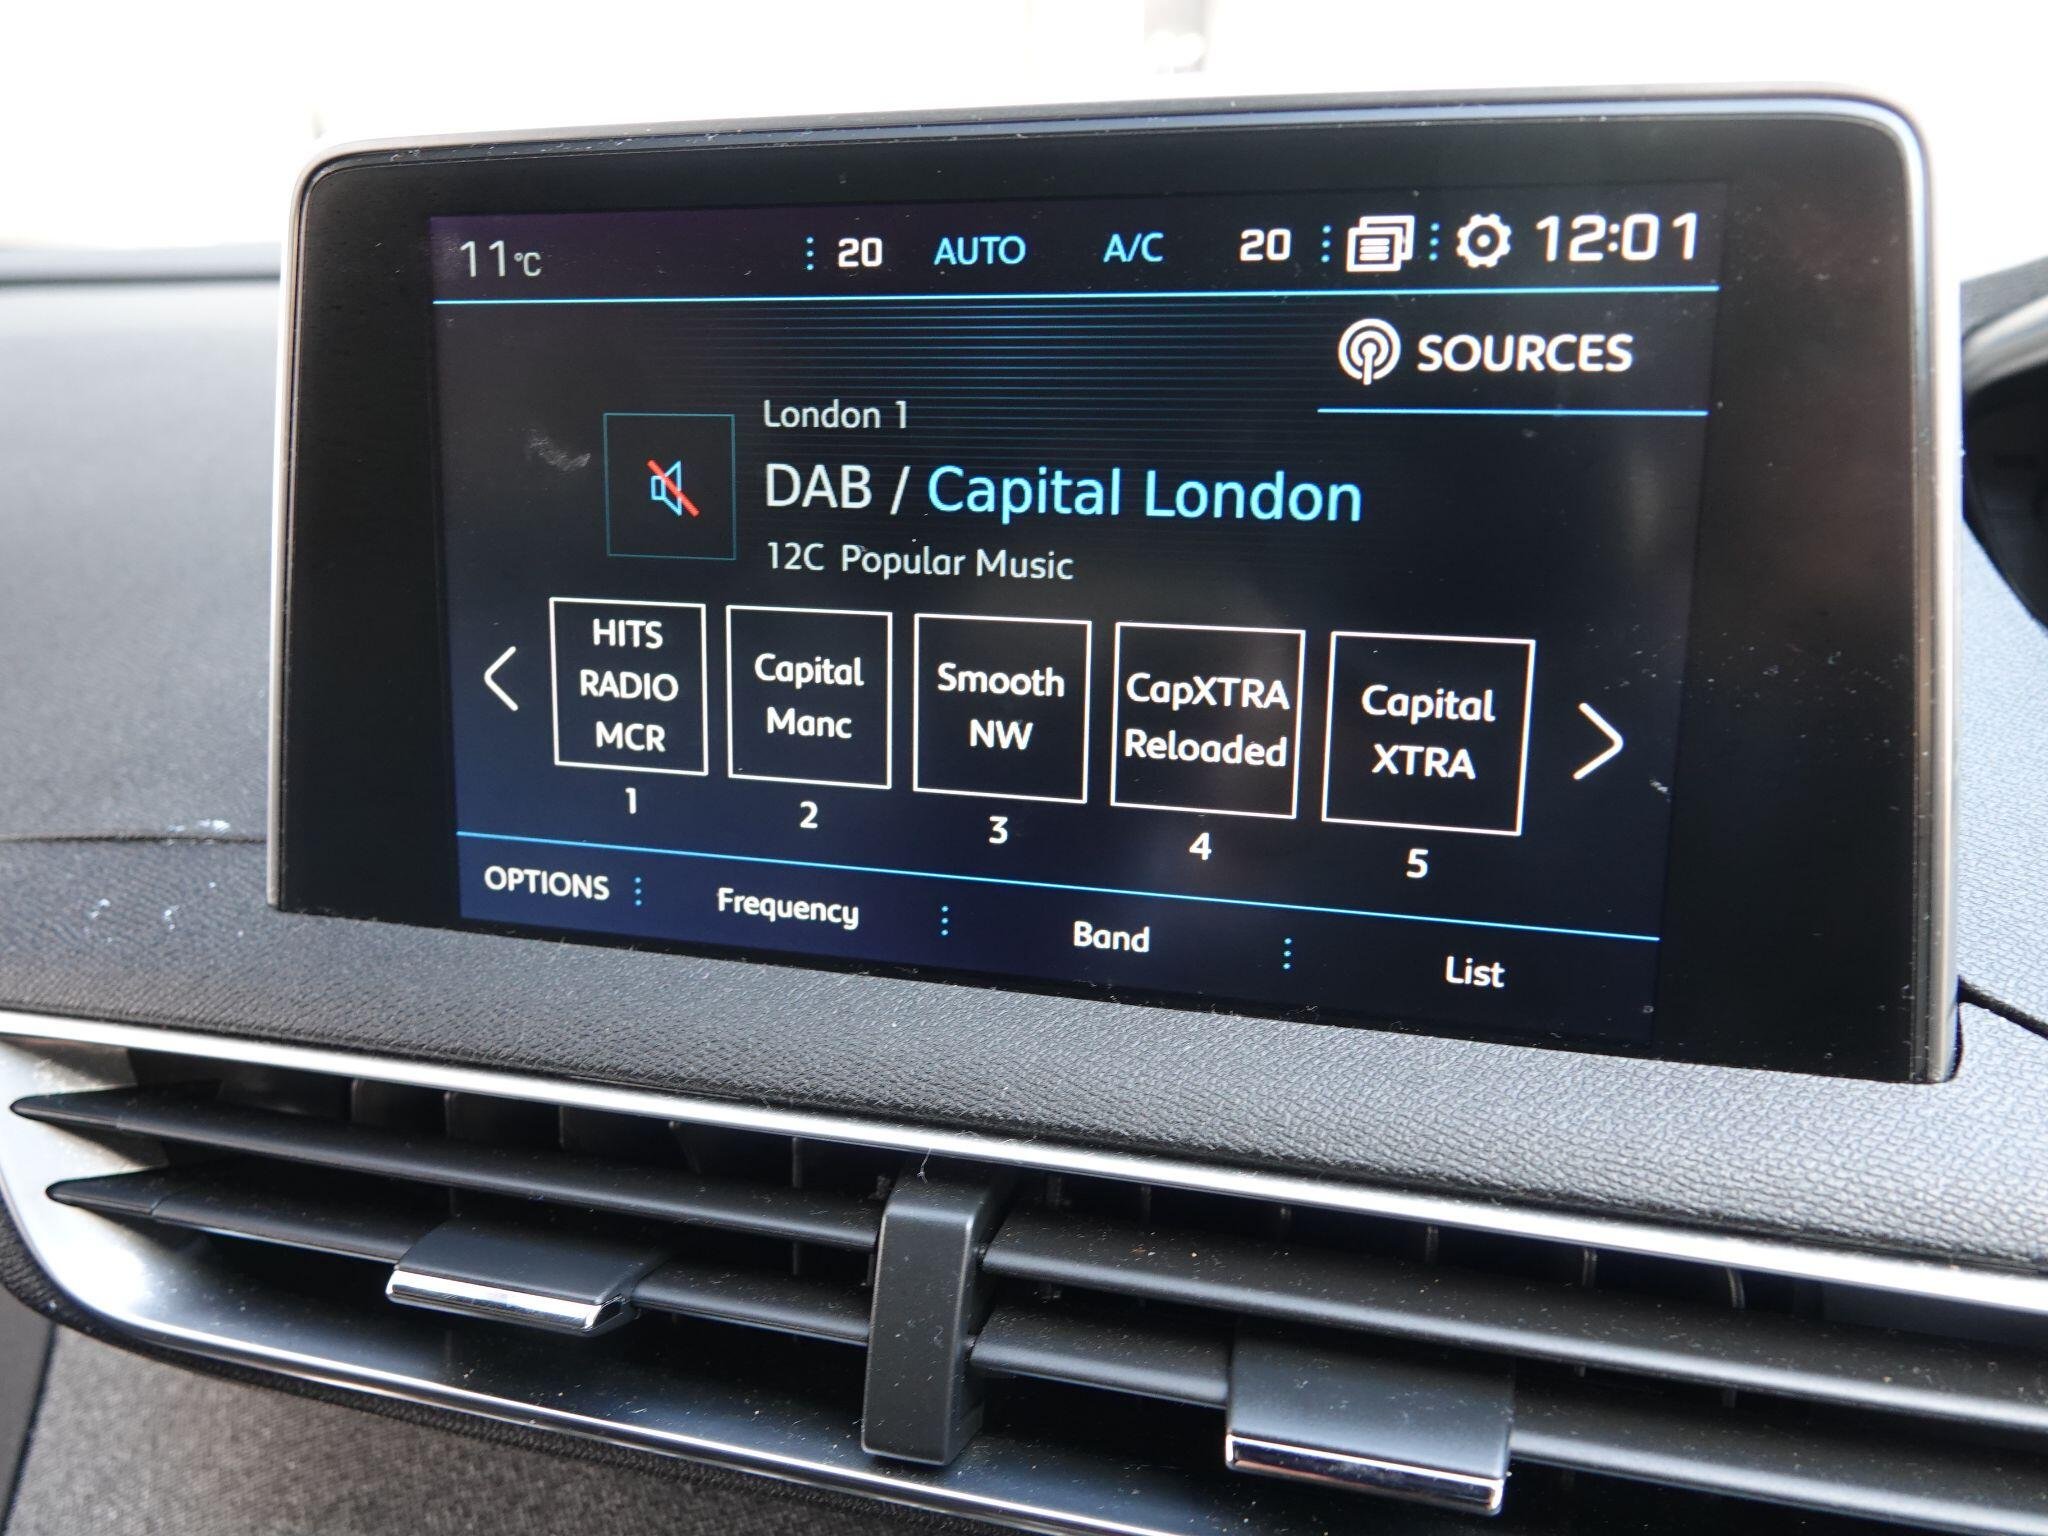 11°C 20 AUTO A/C 20 12:01
SOURCES
London 1
DAB / Capital London
12C Popular Music
HITS
RADIO
MCR
1
Capital
Manc
2
Smooth
NW
3
CapXTRA
Reloaded
4
Capital
XTRA
5
OPTIONS Frequency Band List